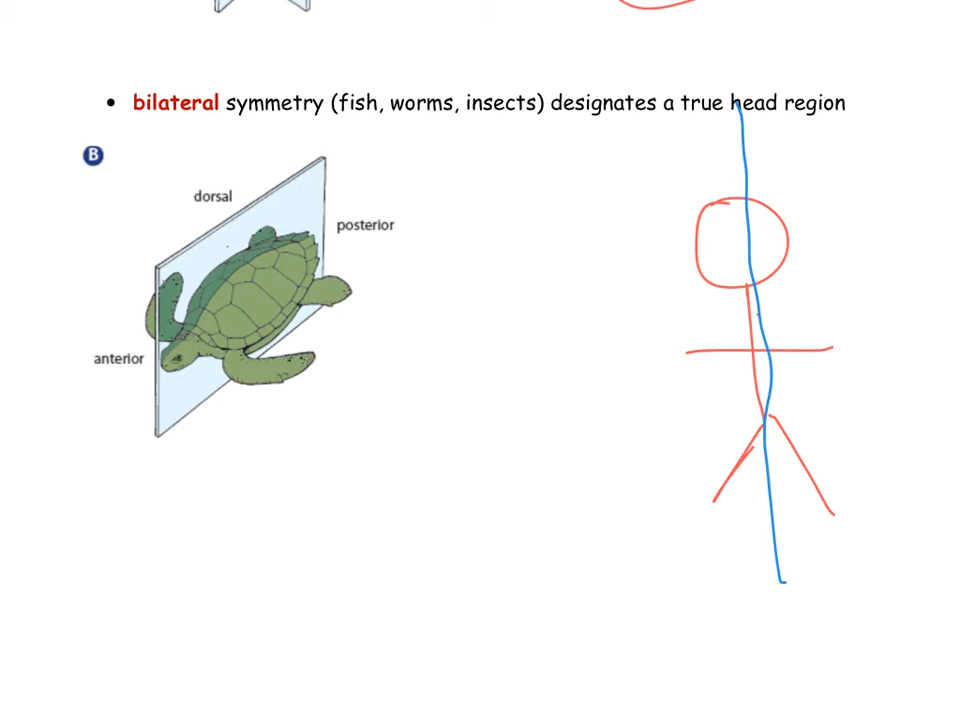 • bilateral symmetry (fish, worms, insects) designates a true head region
B
dorsal
posterior
anterior